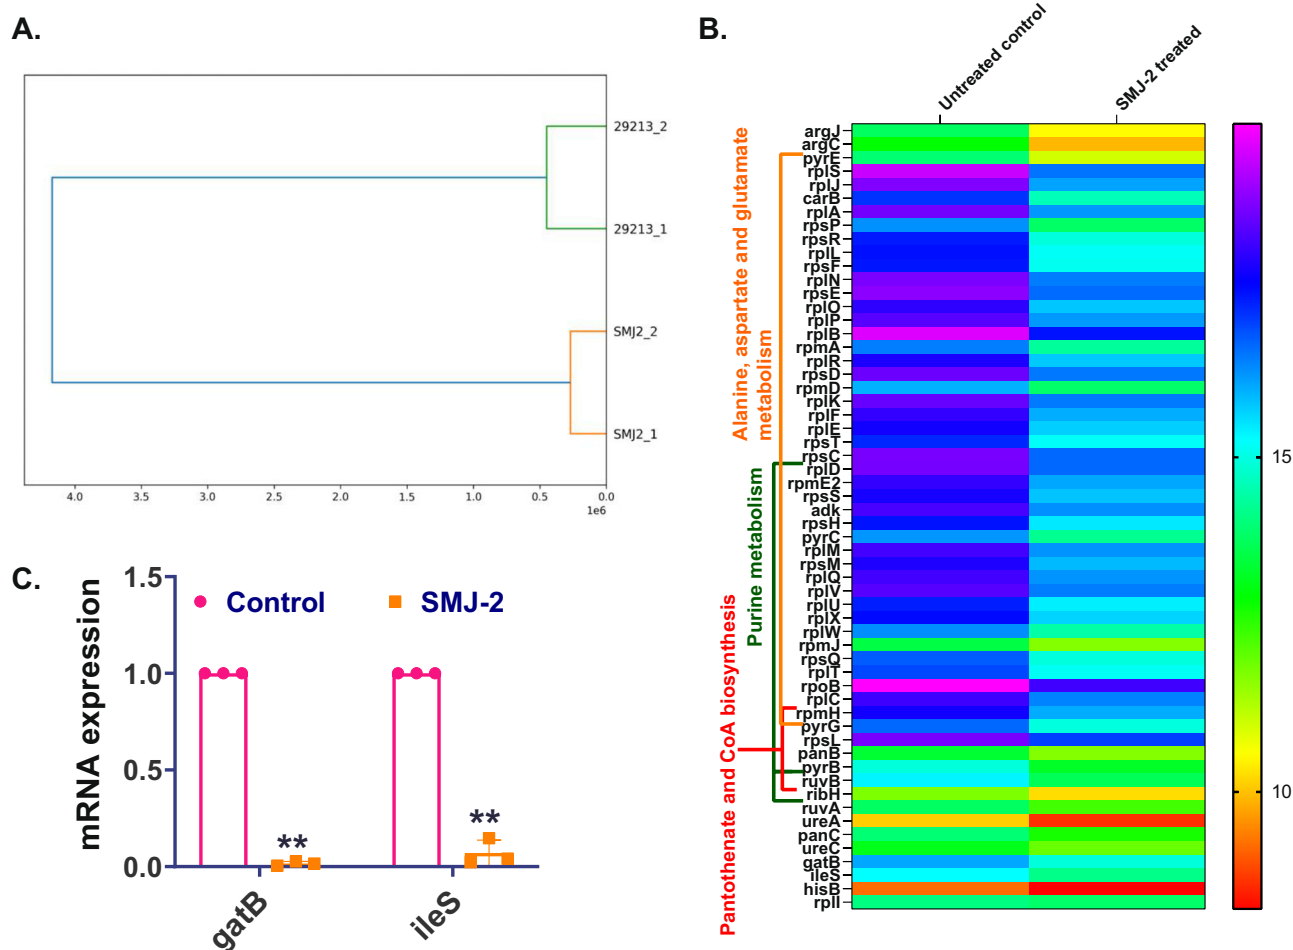 A.
29213_2
29213_1
SMJ2_2
SMJ2_1
4.0 3.5 3.0 2.5 2.0 1.5 1.0 0.5 0.0
1e6
B.
Untreated control
SMJ-2 treated
Alanine, aspartate and glutamate
metabolism
Purine metabolism
Pantothenate and CoA biosynthesis
argJ
argC
pyrE
rplS
rplJ
carB
rplA
rpsP
rpsR
rplL
rpsF
rplN
rpsE
rplO
rplP
rplB
rpmA
rplR
rpsD
rpmD
rplK
rplF
rplE
rpsT
rpsC
rplD
rpmE2
rpsS
adk
rpsH
pyrC
rplM
rpsM
rplQ
rplV
rplU
rplX
rplW
rpmJ
rpsQ
rplT
rpoB
rplC
rpmH
pyrG
rpsL
panB
pyrB
ruvB
ribH
ruvA
ureA
panC
ureC
gatB
ileS
hisB
rplI
15
10
C.
mRNA expression
1.5
1.0
0.5
0.0
Control
SMJ-2
**
**
gatB
ileS